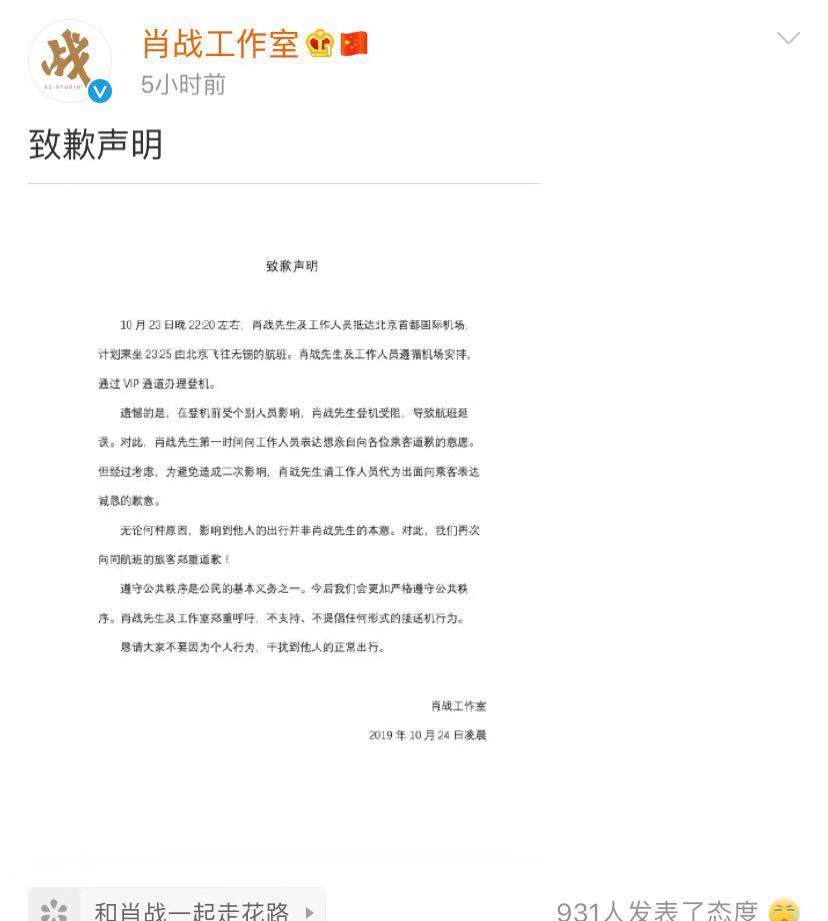 战
XZ-STUDIO
肖战工作室
5小时前
致歉声明
致歉声明
10 月 23 日晚 22:20 左右，肖战先生及工作人员抵达北京首都国际机场，
计划乘坐 23:25 由北京飞往无锡的航班。肖战先生及工作人员遵循机场安排，
通过 VIP 通道办理登机。
遗憾的是，在登机前受个别人员影响，肖战先生登机受阻，导致航班延
误。对此，肖战先生第一时间向工作人员表达想亲自向各位乘客道歉的意愿。
但经过考虑，为避免造成二次影响，肖战先生请工作人员代为出面向乘客表达
诚恳的歉意。
无论何种原因，影响到他人的出行并非肖战先生的本意。对此，我们再次
向同航班的旅客郑重道歉！
遵守公共秩序是公民的基本义务之一。今后我们会更加严格遵守公共秩
序。肖战先生及工作室郑重呼吁，不支持、不提倡任何形式的接送机行为。
恳请大家不要因为个人行为，干扰到他人的正常出行。
肖战工作室
2019 年 10 月 24 日凌晨
和肖战一起走花路
931人发表了态度